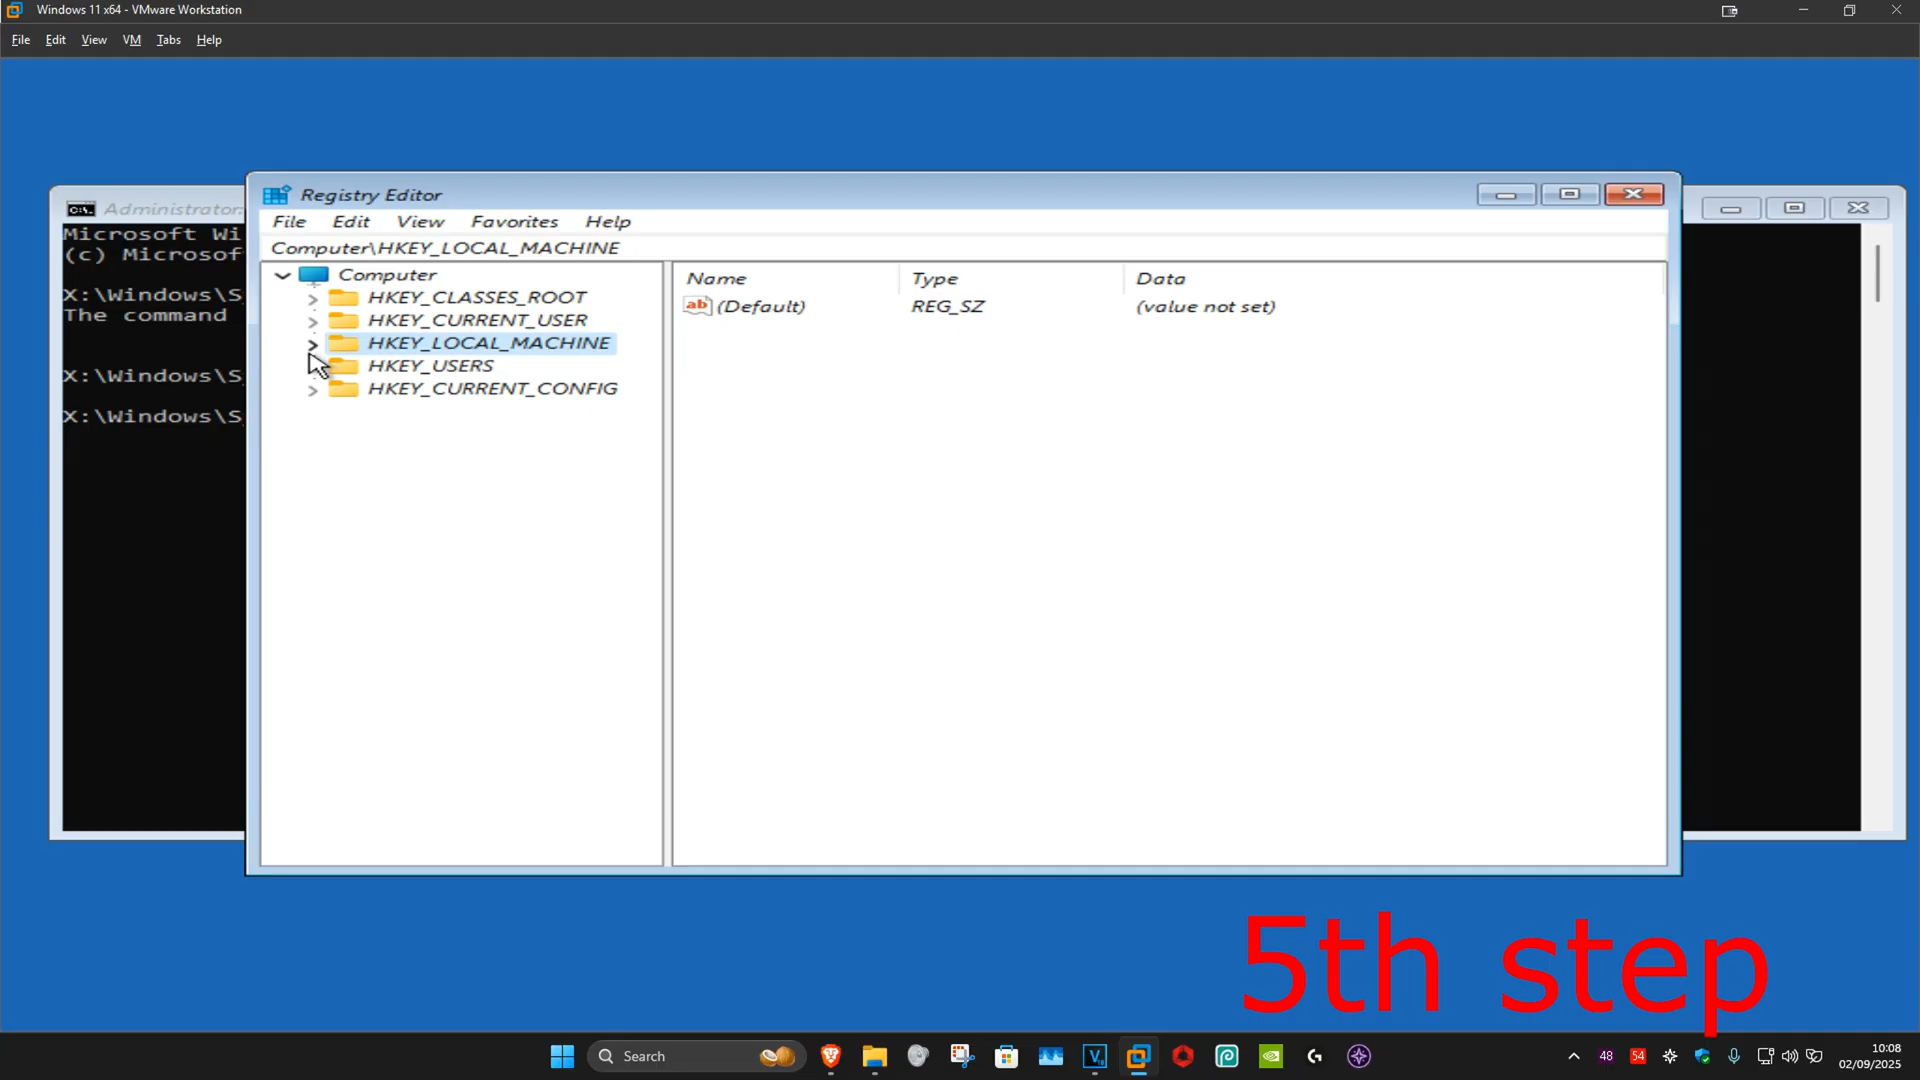 Windows 11 x64 - VMware Workstation
File Edit View VM Tabs Help
Administrator:
Microsoft Wi
(c) Microsof
X:\Windows\S
The command
X:\Windows\S
X:\Windows\S
Registry Editor
File Edit View Favorites Help
Computer\HKEY_LOCAL_MACHINE
Computer
HKEY_CLASSES_ROOT
HKEY_CURRENT_USER
HKEY_LOCAL_MACHINE
HKEY_USERS
HKEY_CURRENT_CONFIG
Name Type Data
(Default) REG_SZ (value not set)
5th step
Search
48 54
10:08
02/09/2025